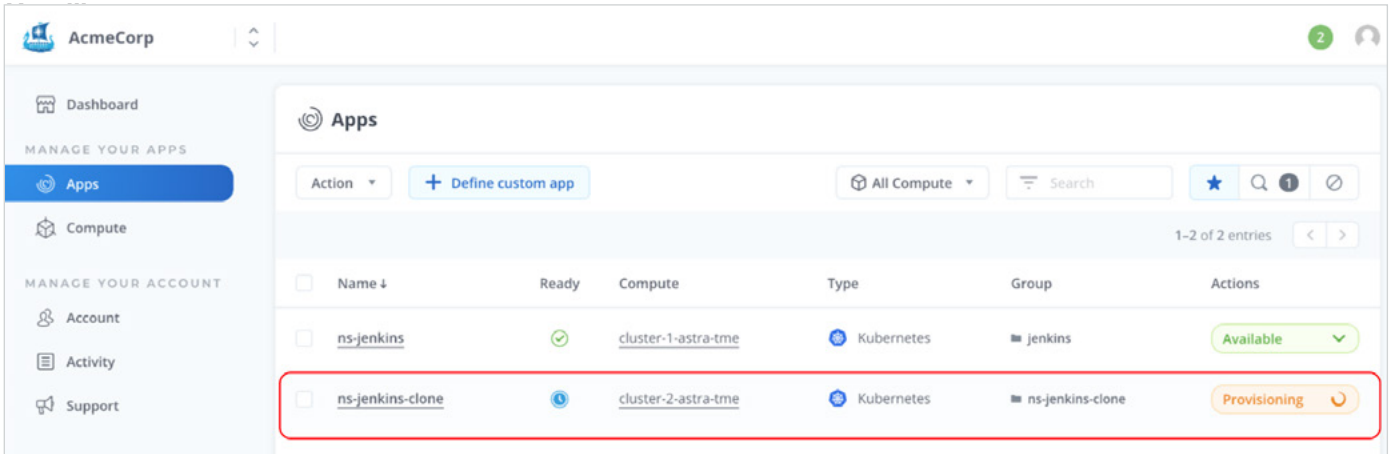 AcmeCorp
2
Dashboard
MANAGE YOUR APPS
Apps
Compute
MANAGE YOUR ACCOUNT
Account
Activity
Support
Apps
Action
+ Define custom app
All Compute
Search
1
1–2 of 2 entries
Name ↓ Ready Compute Type Group Actions
ns-jenkins cluster-1-astra-tme Kubernetes jenkins Available
ns-jenkins-clone cluster-2-astra-tme Kubernetes ns-jenkins-clone Provisioning